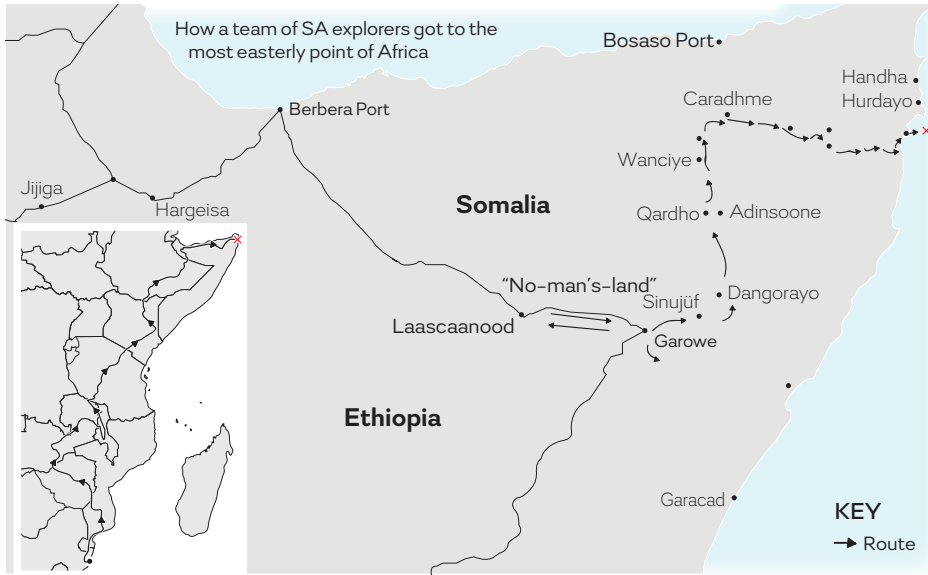 How a team of SA explorers got to the
most easterly point of Africa
Bosaso Port
Handha
Hurdayo
Caradhme
Berbera Port
Wanciye
Jijiga
Hargeisa
Somalia
Qardho
Adinsoone
"No-man's-land"
Sinujüf
Dangorayo
Laascaanood
Garowe
Ethiopia
Garacad
KEY
Route